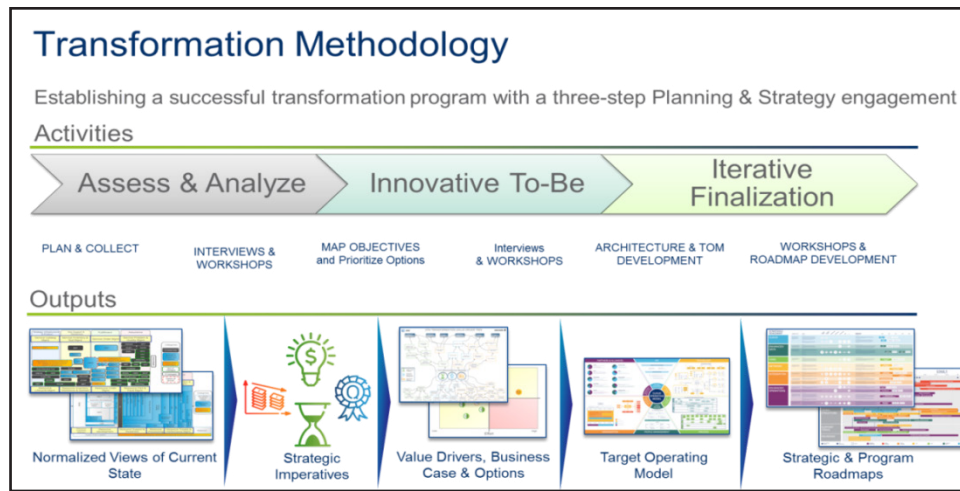 Transformation Methodology
Establishing a successful transformation program with a three-step Planning & Strategy engagement
Activities
Assess & Analyze
Innovative To-Be
Iterative
Finalization
PLAN & COLLECT
INTERVIEWS &
WORKSHOPS
MAP OBJECTIVES
and Prioritize Options
Interviews
& WORKSHOPS
ARCHITECTURE & TOM
DEVELOPMENT
WORKSHOPS &
ROADMAP DEVELOPMENT
Outputs
$
Normalized Views of Current
State
Strategic
Imperatives
Value Drivers, Business
Case & Options
Target Operating
Model
Strategic & Program
Roadmaps